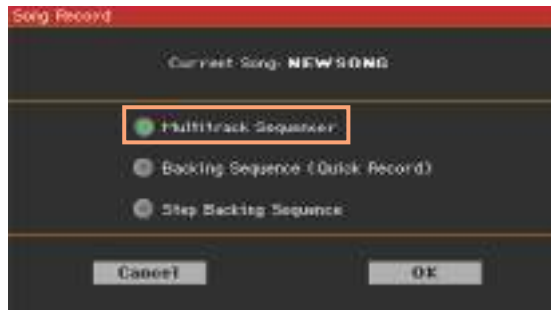 Song Record
Current Song: NEWSONG
Multitrack Sequencer
Backing Sequence (Quick Record)
Step Backing Sequence
Cancel OK